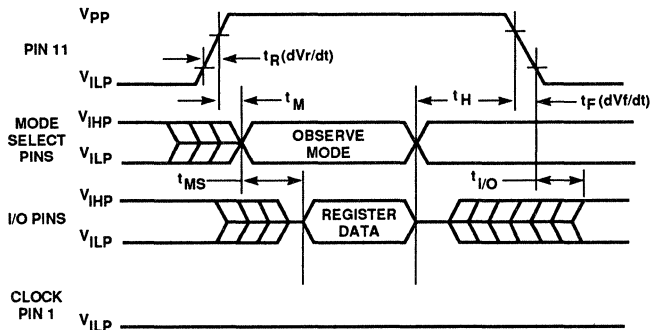 VPP
PIN 11
tR(dVr/dt)
VILP
tM
tH
tF(dVf/dt)
MODE
SELECT
PINS
VIHP
OBSERVE
MODE
VILP
tMS
tI/O
VIHP
I/O PINS
REGISTER
DATA
VILP
CLOCK
PIN 1
VILP